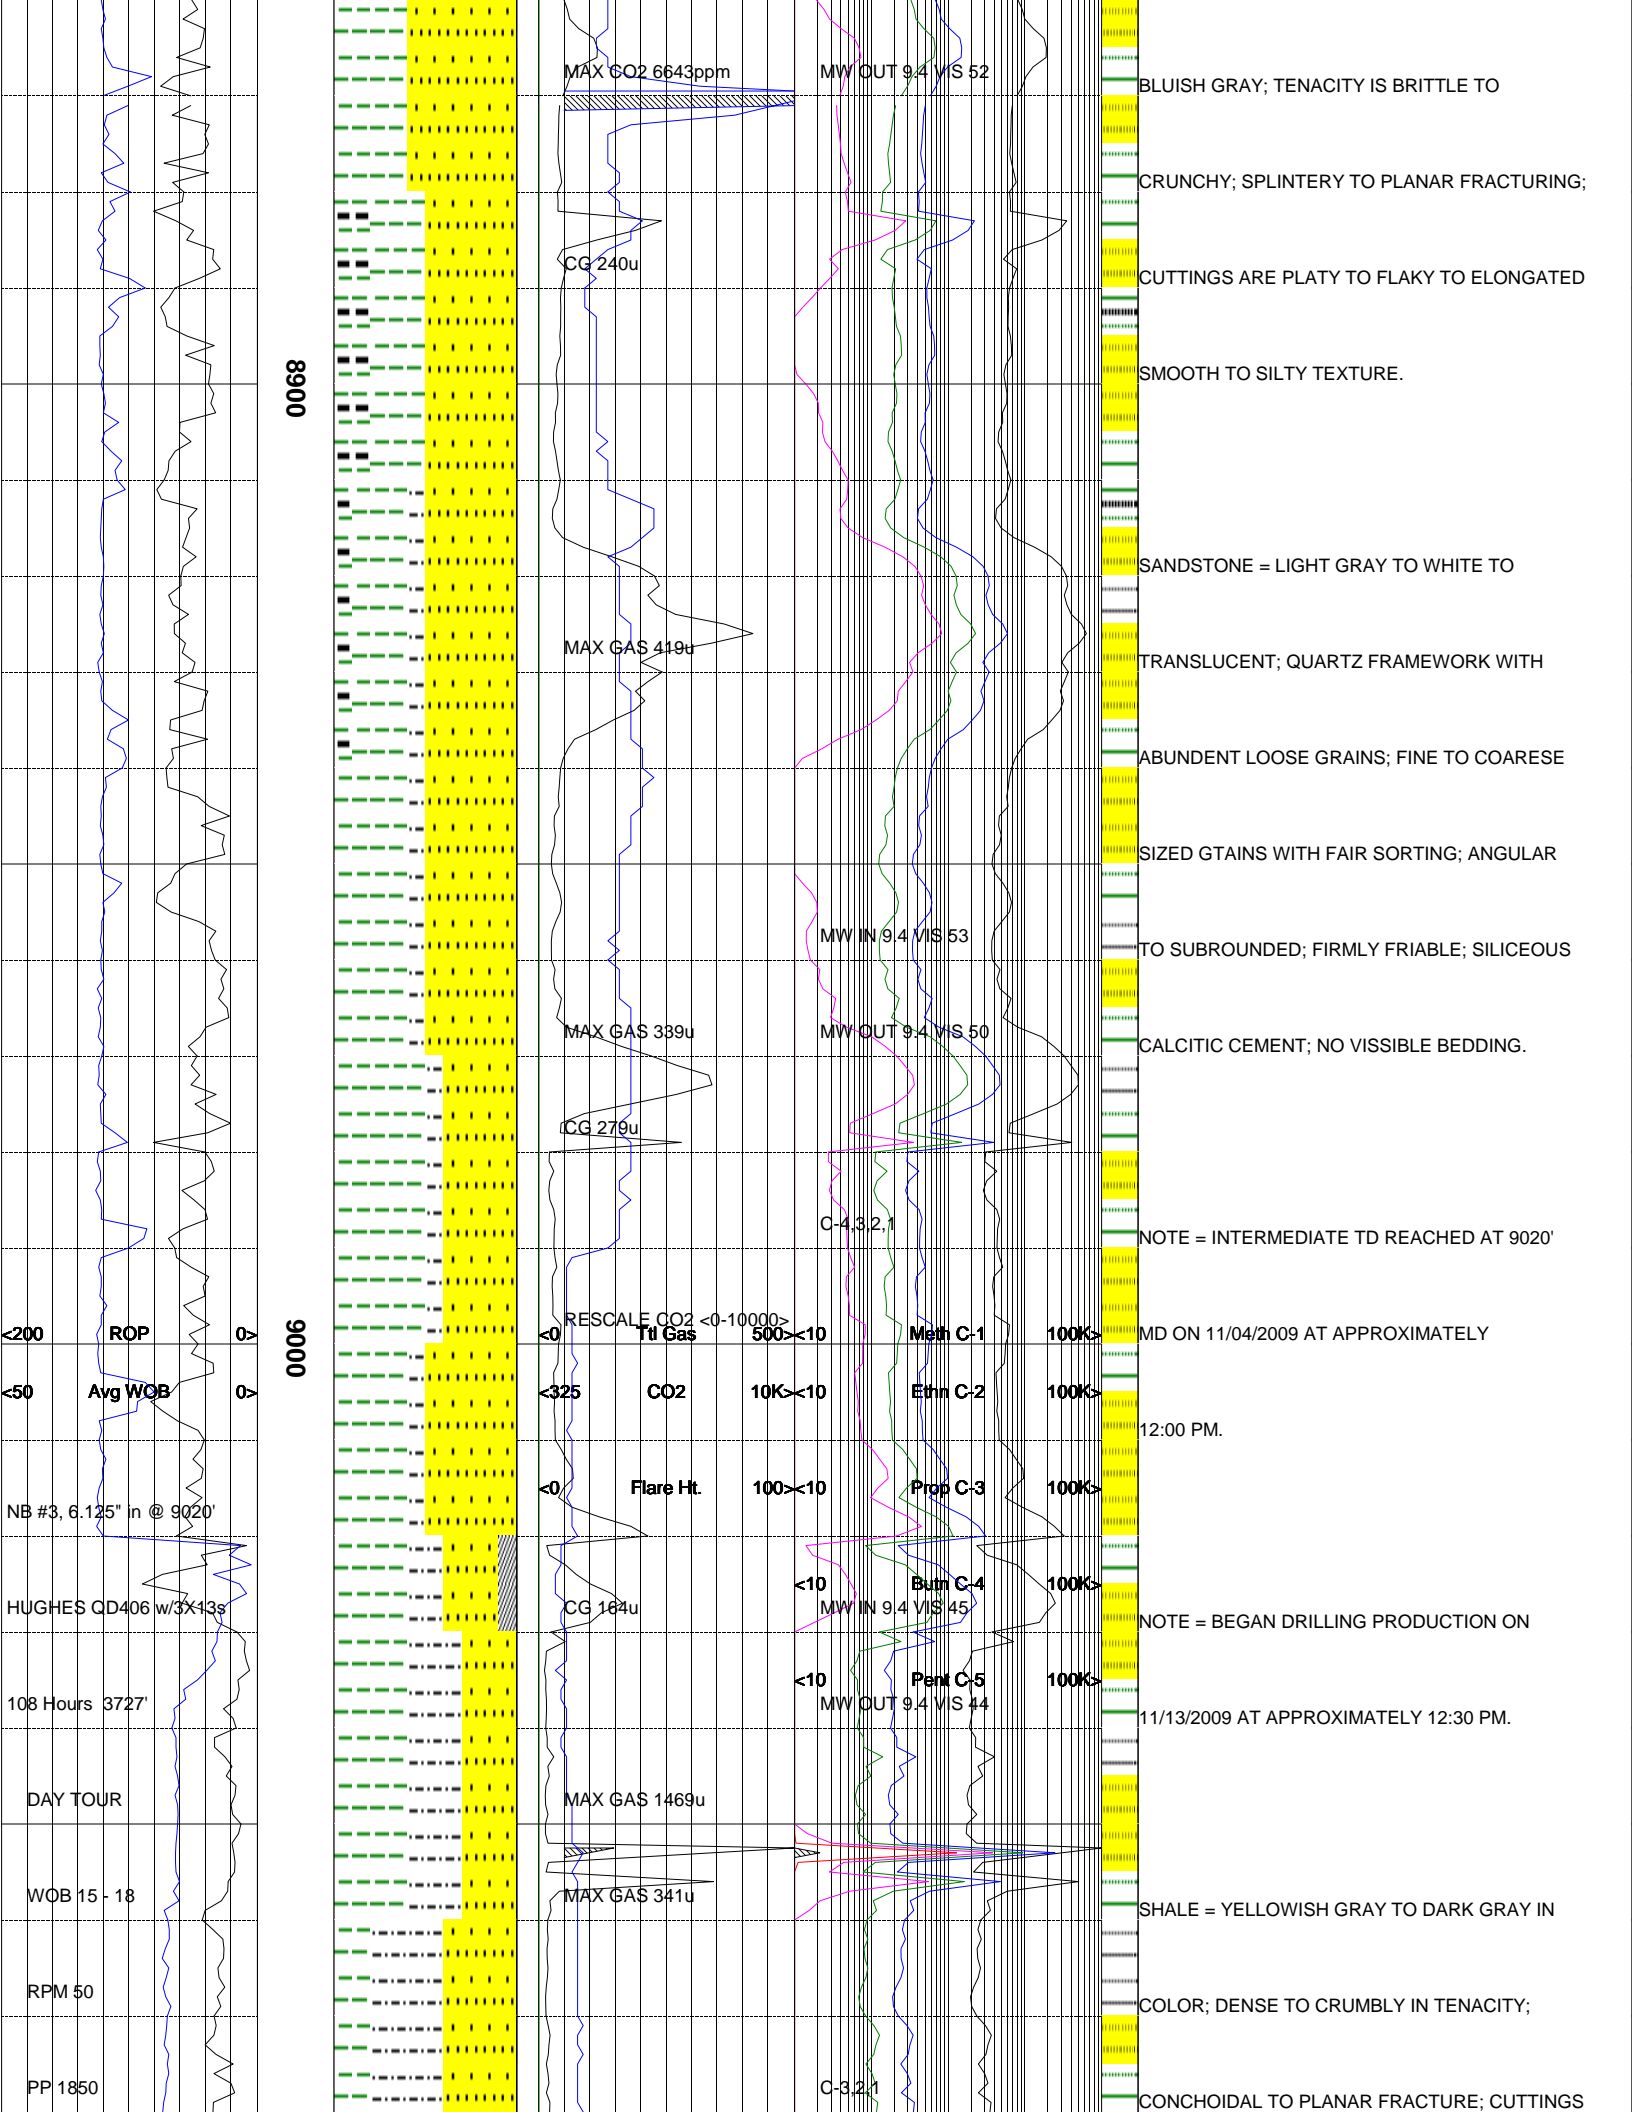 MAX CO2 6643ppm
MW OUT 9.4 VIS 52
BLUISH GRAY; TENACITY IS BRITTLE TO
CRUNCHY; SPLINTERY TO PLANAR FRACTURING;
CG 240u
CUTTINGS ARE PLATY TO FLAKY TO ELONGATED
8900
SMOOTH TO SILTY TEXTURE.
SANDSTONE = LIGHT GRAY TO WHITE TO
MAX GAS 419u
TRANSLUCENT; QUARTZ FRAMEWORK WITH
ABUNDENT LOOSE GRAINS; FINE TO COARESE
SIZED GTAINS WITH FAIR SORTING; ANGULAR
MW IN 9.4 VIS 53
TO SUBROUNDED; FIRMLY FRIABLE; SILICEOUS
MAX GAS 339u
MW OUT 9.4 VIS 50
CALCITIC CEMENT; NO VISSIBLE BEDDING.
CG 279u
C-4,3,2,1
NOTE = INTERMEDIATE TD REACHED AT 9020'
RESCALE CO2 <0-10000>
<200 ROP 0>
9000
<0 Ttl Gas 500>
<10 Meth C-1 100K>
MD ON 11/04/2009 AT APPROXIMATELY
<50 Avg WOB 0>
<325 CO2 10K>
<10 Ethn C-2 100K>
12:00 PM.
<0 Flare Ht. 100>
<10 Prop C-3 100K>
NB #3, 6.125" in @ 9020'
<10 Butn C-4 100K>
HUGHES QD406 w/3X13s
CG 164u
MW IN 9.4 VIS 45
NOTE = BEGAN DRILLING PRODUCTION ON
<10 Pent C-5 100K>
108 Hours 3727'
MW OUT 9.4 VIS 44
11/13/2009 AT APPROXIMATELY 12:30 PM.
DAY TOUR
MAX GAS 1469u
WOB 15 - 18
MAX GAS 341u
SHALE = YELLOWISH GRAY TO DARK GRAY IN
RPM 50
COLOR; DENSE TO CRUMBLY IN TENACITY;
PP 1850
C-3,2,1
CONCHOIDAL TO PLANAR FRACTURE; CUTTINGS